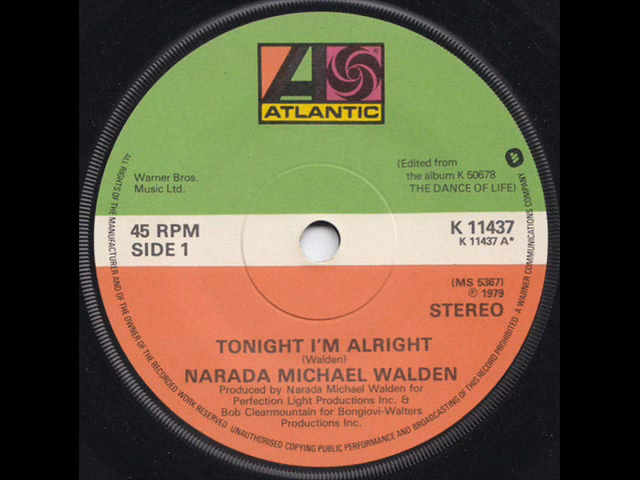 ATLANTIC
Warner Bros.
Music Ltd.
(Edited from
the album K 50678
THE DANCE OF LIFE)
45 RPM
SIDE 1
K 11437
K 11437 A*
(MS 5367)
℗ 1979
STEREO
TONIGHT I'M ALRIGHT
(Walden)
NARADA MICHAEL WALDEN
Produced by Narada Michael Walden for
Perfection Light Productions Inc. &
Bob Clearmountain for Bongiovi-Walters
Productions Inc.
ALL RIGHTS OF THE MANUFACTURER AND OF THE OWNER OF THE RECORDED WORK RESERVED. UNAUTHORISED COPYING PUBLIC PERFORMANCE AND BROADCASTING OF THIS RECORD PROHIBITED. A WARNER COMMUNICATIONS COMPANY